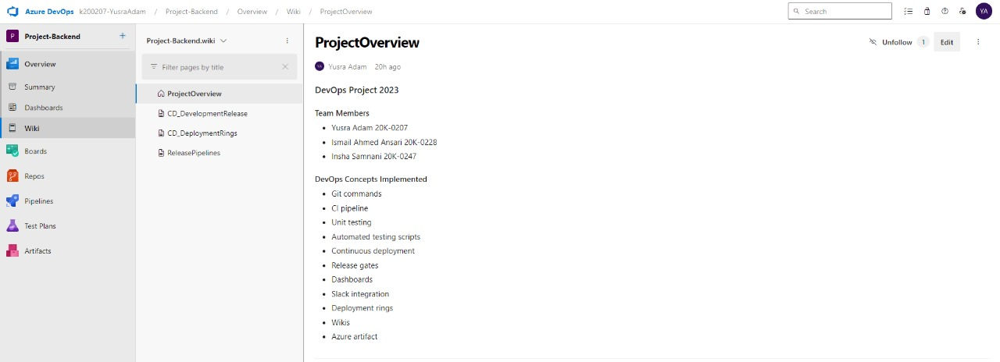 Azure DevOps k200207-YusraAdam / Project-Backend / Overview / Wiki / ProjectOverview
Search
YA
P Project-Backend +
Overview
Summary
Dashboards
Wiki
Boards
Repos
Pipelines
Test Plans
Artifacts
Project-Backend.wiki
Filter pages by title
ProjectOverview
CD_DevelopmentRelease
CD_DeploymentRings
ReleasePipelines
ProjectOverview
Unfollow 1 Edit
YA Yusra Adam 20h ago
DevOps Project 2023
Team Members
• Yusra Adam 20K-0207
• Ismail Ahmed Ansari 20K-0228
• Insha Samnani 20K-0247
DevOps Concepts Implemented
• Git commands
• CI pipeline
• Unit testing
• Automated testing scripts
• Continuous deployment
• Release gates
• Dashboards
• Slack integration
• Deployment rings
• Wikis
• Azure artifact